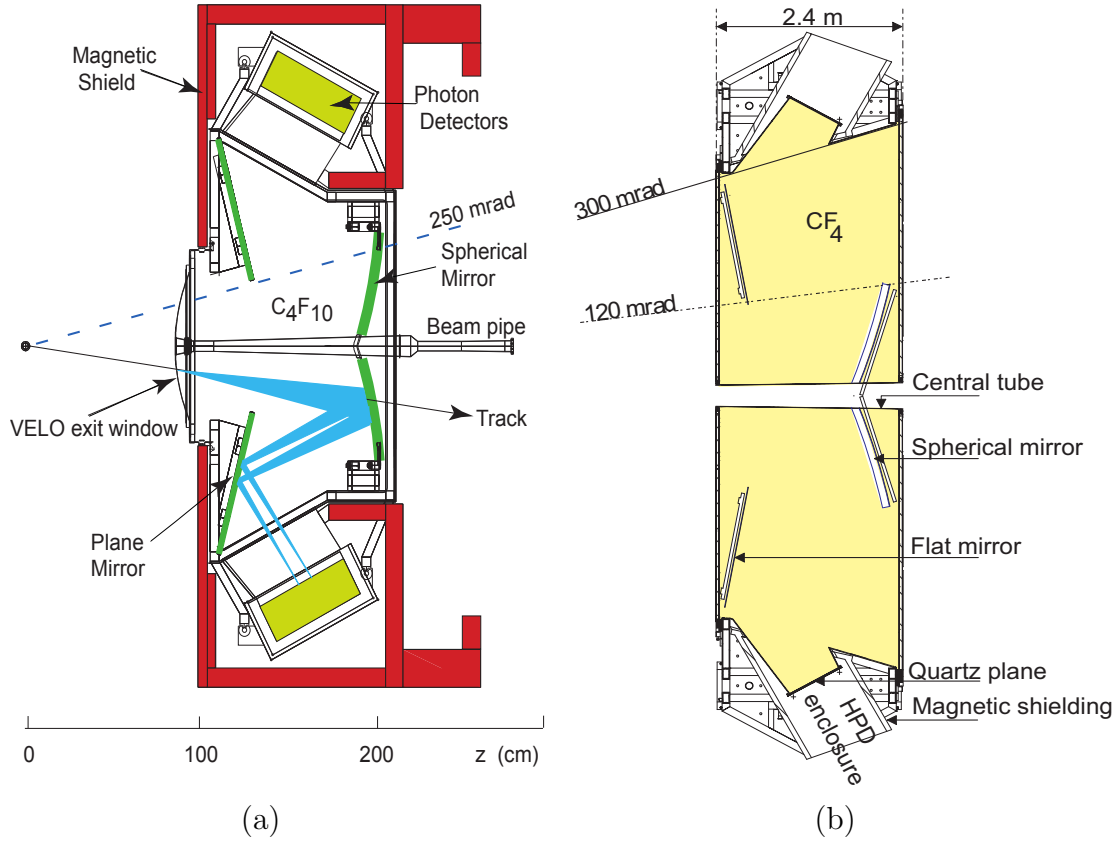 Magnetic
Shield
Photon
Detectors
250 mrad
Spherical
Mirror
C4F10
Beam pipe
Track
VELO exit window
Plane
Mirror
0
100
200
z (cm)
(a)
2.4 m
300 mrad
CF4
120 mrad
Central tube
Spherical mirror
Flat mirror
Quartz plane
HPD
enclosure
Magnetic shielding
(b)